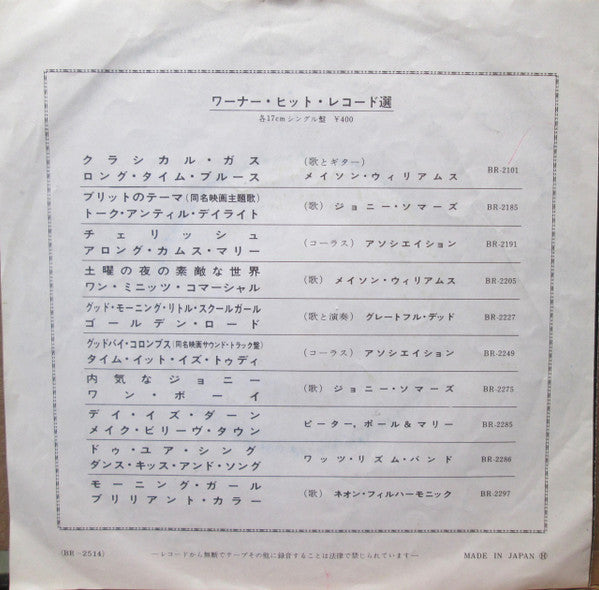 ワーナー・ヒット・レコード選
各17cmシングル盤 ¥400
クラシカル・ガス
ロング・タイム・ブルース
(歌とギター)
メイソン・ウィリアムス
BR-2101
ブリットのテーマ(同名映画主題歌)
トーク・アンティル・デイライト
(歌) ジョニー・ソマーズ
BR-2185
チェリッシュ
アロング・カムス・マリー
(コーラス) アソシエイション
BR-2191
土曜の夜の素敵な世界
ワン・ミニッツ・コマーシャル
(歌) メイソン・ウィリアムス
BR-2205
グッド・モーニング・リトル・スクールガール
ゴールデン・ロード
(歌と演奏) グレートフル・デッド
BR-2227
グッドバイ・コロンブス(同名映画サウンド・トラック盤)
タイム・イット・イズ・トゥディ
(コーラス) アソシエイション
BR-2249
内気なジョニー
ワン・ボーイ
(歌) ジョニー・ソマーズ
BR-2275
デイ・イズ・ダーン
メイク・ビリーヴ・タウン
ピーター,ポール&マリー
BR-2285
ドゥ・ユア・シング
ダンス・キッス・アンド・ソング
ワッツ・リズム・バンド
BR-2286
モーニング・ガール
ブリリアント・カラー
(歌) ネオン・フィルハーモニック
BR-2297
(BR-2514)
―レコードから無断でテープその他に録音することは法律で禁じられています―
MADE IN JAPAN Ⓗ